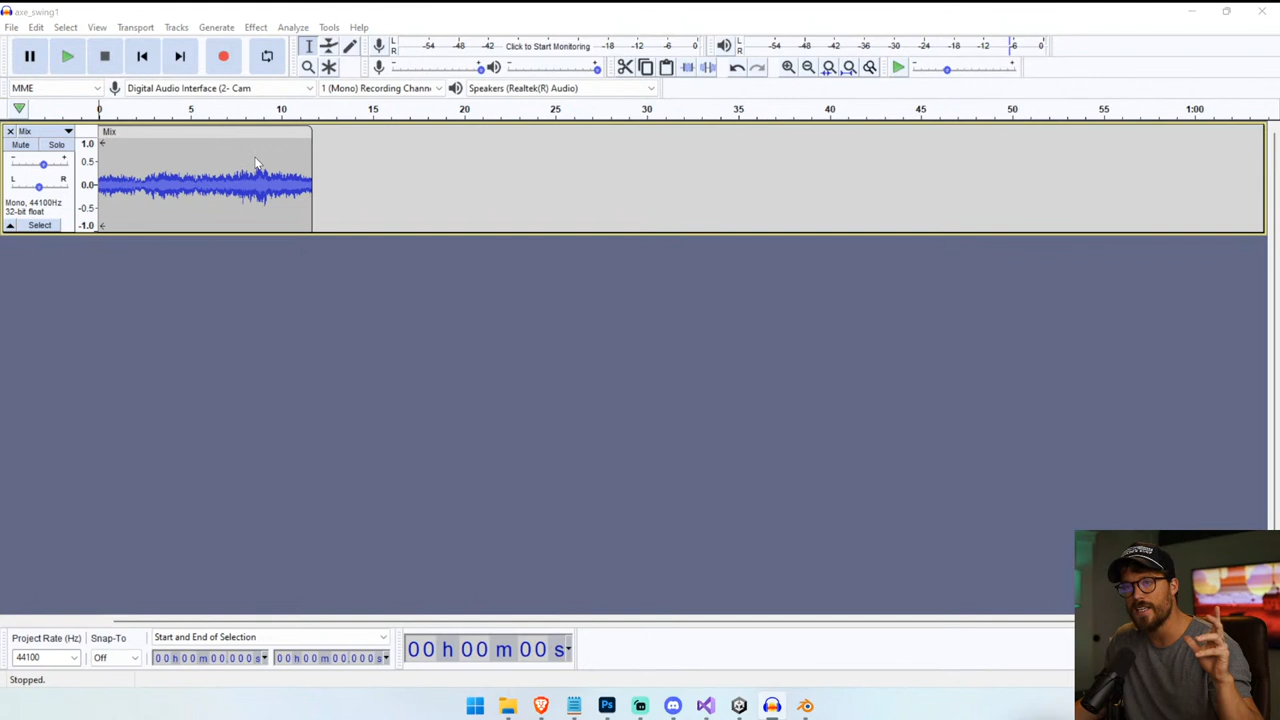 axe_swing1
File Edit Select View Transport Tracks Generate Effect Analyze Tools Help
L R -54 -48 -42 Click to Start Monitoring -18 -12 -6 0
L R -54 -48 -42 -36 -30 -24 -18 -12 -6 0
- +
- +
- +
MME Digital Audio Interface (2- Cam 1 (Mono) Recording Chann Speakers (Realtek(R) Audio)
0 5 10 15 20 25 30 35 40 45 50 55 1:00
Mix
Mute Solo
- +
L R
Mono, 44100Hz
32-bit float
Select
1.0
0.5
0.0
-0.5
-1.0
Mix
Project Rate (Hz) Snap-To Start and End of Selection
44100 Off 00 h 00 m 00.000 s 00 h 00 m 00.000 s
00 h 00 m 00 s
Stopped.
Ps